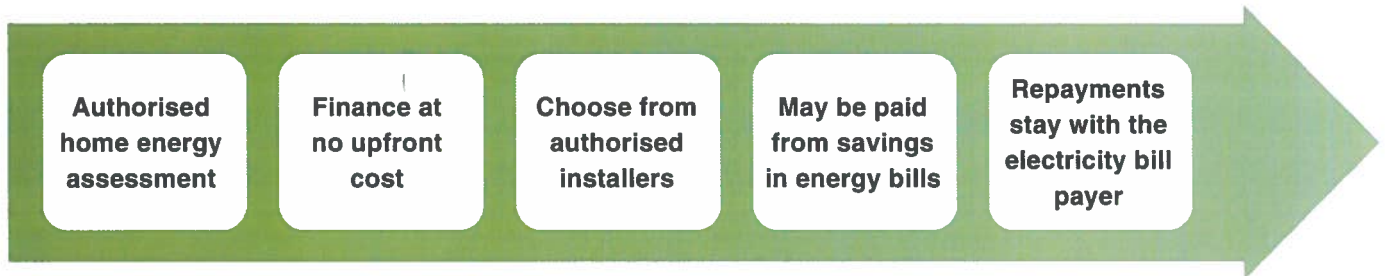 Authorised
home energy
assessment
Finance at
no upfront
cost
Choose from
authorised
installers
May be paid
from savings
in energy bills
Repayments
stay with the
electricity bill
payer